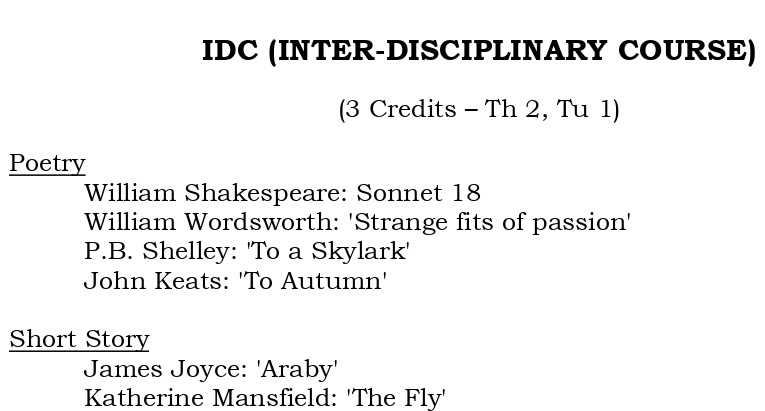 IDC (INTER-DISCIPLINARY COURSE)
(3 Credits – Th 2, Tu 1)
Poetry
William Shakespeare: Sonnet 18
William Wordsworth: 'Strange fits of passion'
P.B. Shelley: 'To a Skylark'
John Keats: 'To Autumn'
Short Story
James Joyce: 'Araby'
Katherine Mansfield: 'The Fly'